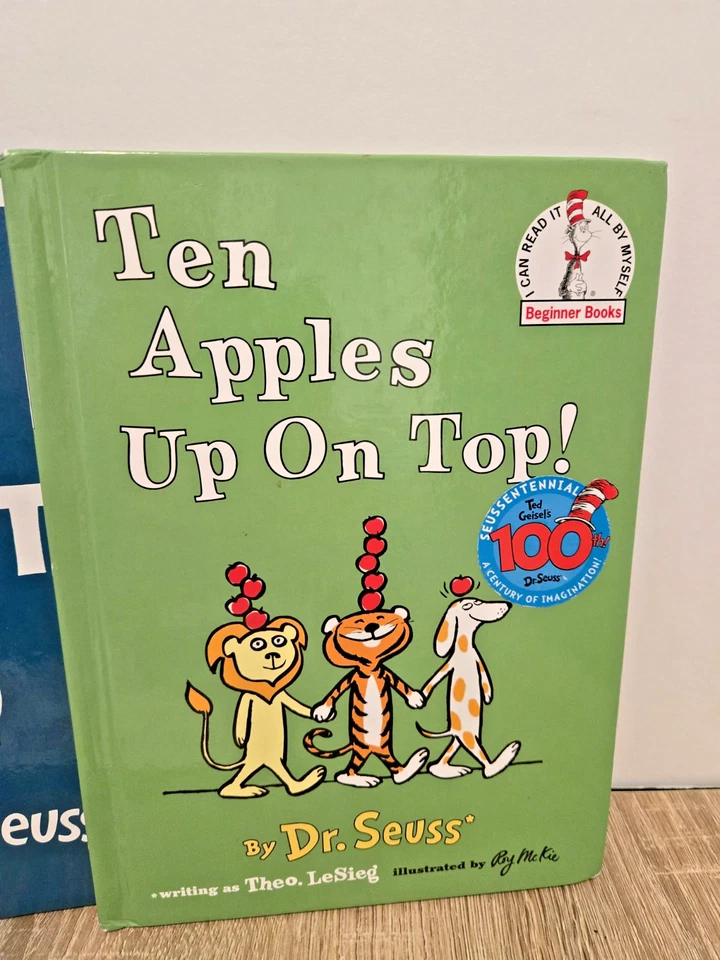 Ten
Apples
Up On Top!
I CAN READ IT ALL BY MYSELF
Beginner Books
SEUSSENTENNIAL
Ted
Geisel's
100th!
Dr. Seuss
A CENTURY OF IMAGINATION!
By Dr. Seuss*
*writing as Theo. LeSieg illustrated by Roy McKie
T
euss